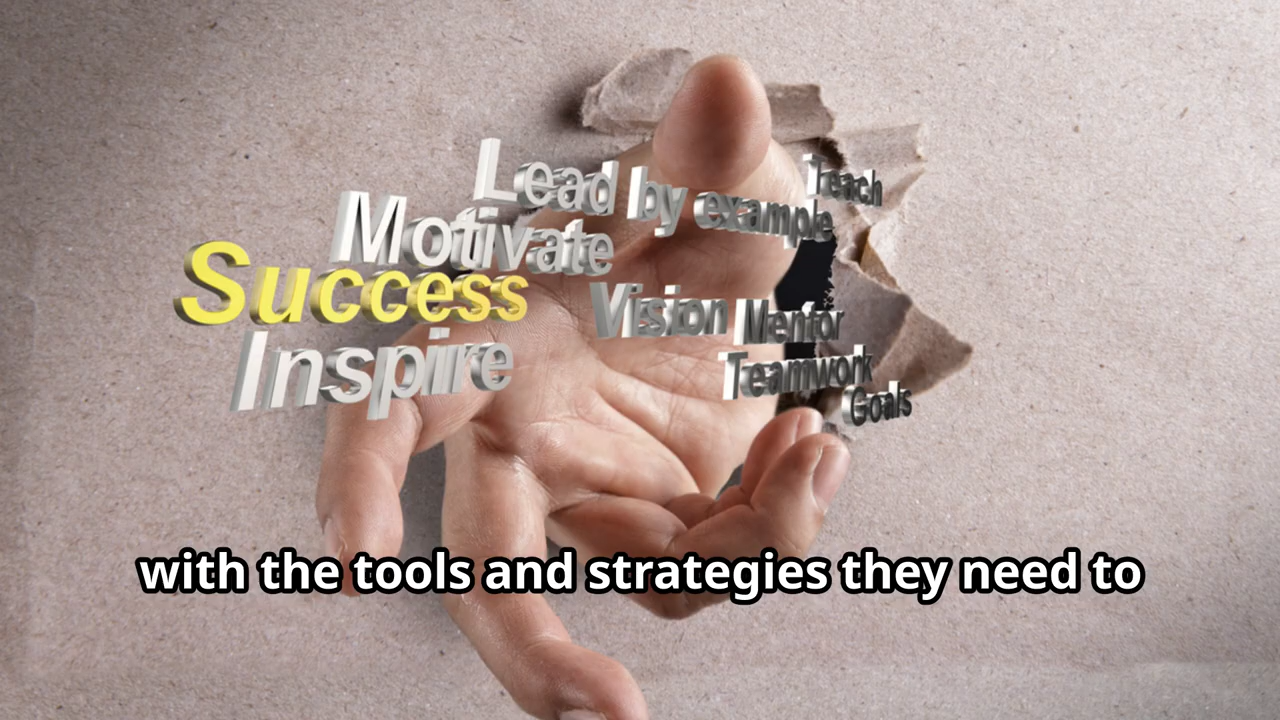 Lead by example
Teach
Motivate
Success
Vision
Mentor
Inspire
Teamwork
Goals
with the tools and strategies they need to